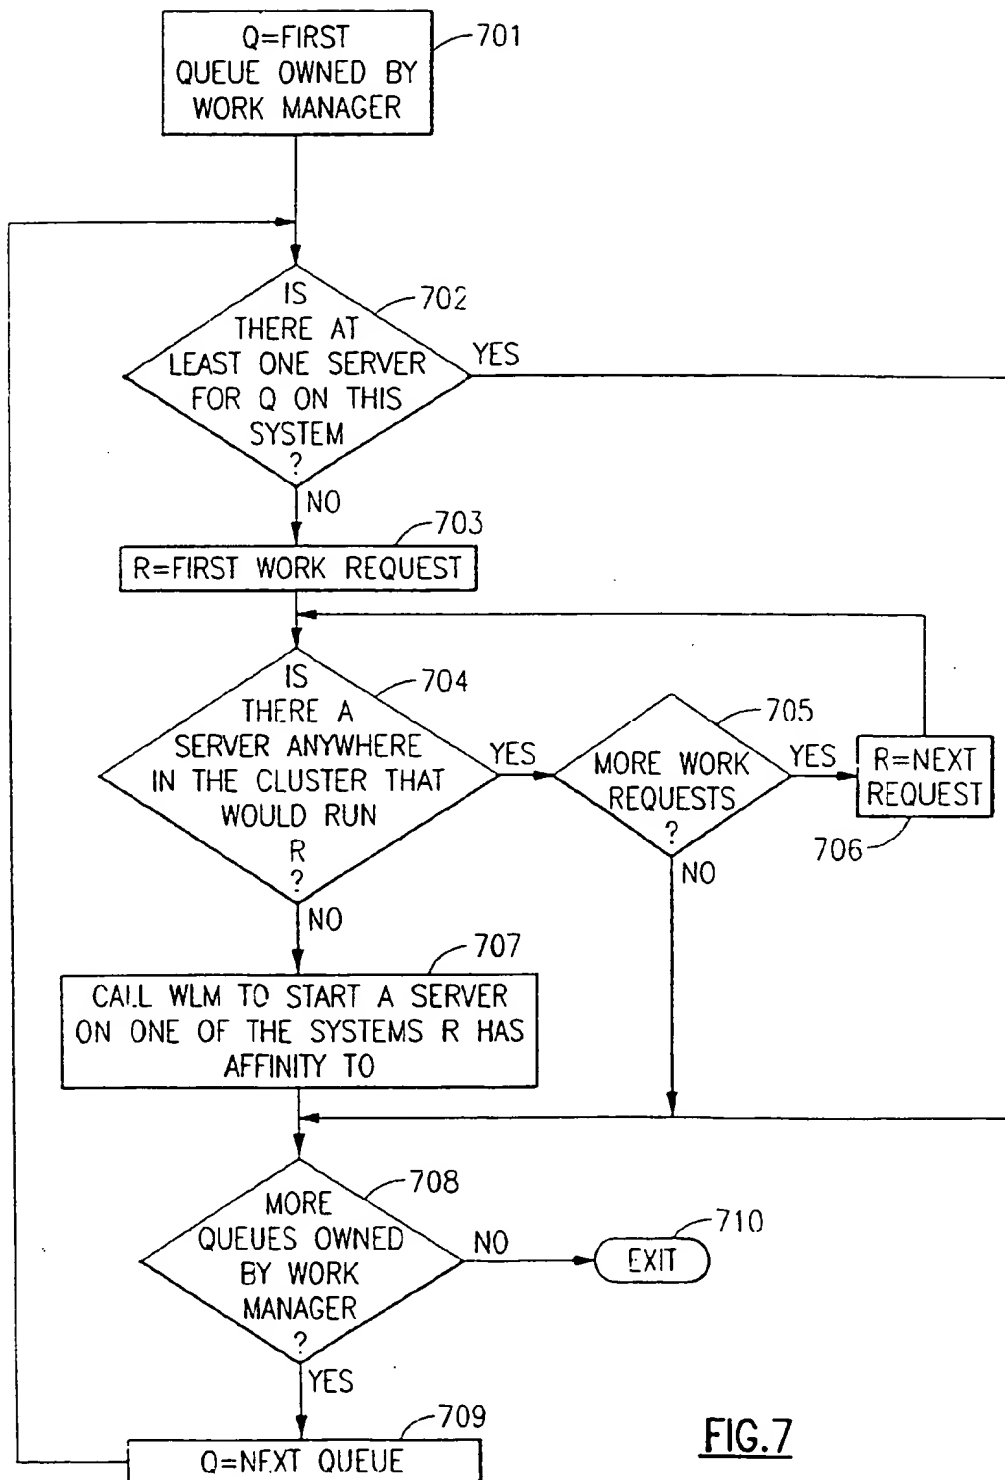 Q=FIRST
QUEUE OWNED BY
WORK MANAGER
701
IS
THERE AT
LEAST ONE SERVER
FOR Q ON THIS
SYSTEM
?
702
YES
NO
703
R=FIRST WORK REQUEST
IS
THERE A
SERVER ANYWHERE
IN THE CLUSTER THAT
WOULD RUN
R
?
704
YES
NO
705
MORE WORK
REQUESTS
?
YES
NO
R=NEXT
REQUEST
706
707
CALL WLM TO START A SERVER
ON ONE OF THE SYSTEMS R HAS
AFFINITY TO
708
MORE
QUEUES OWNED
BY WORK
MANAGER
?
NO
YES
710
EXIT
709
Q=NEXT QUEUE
FIG.7